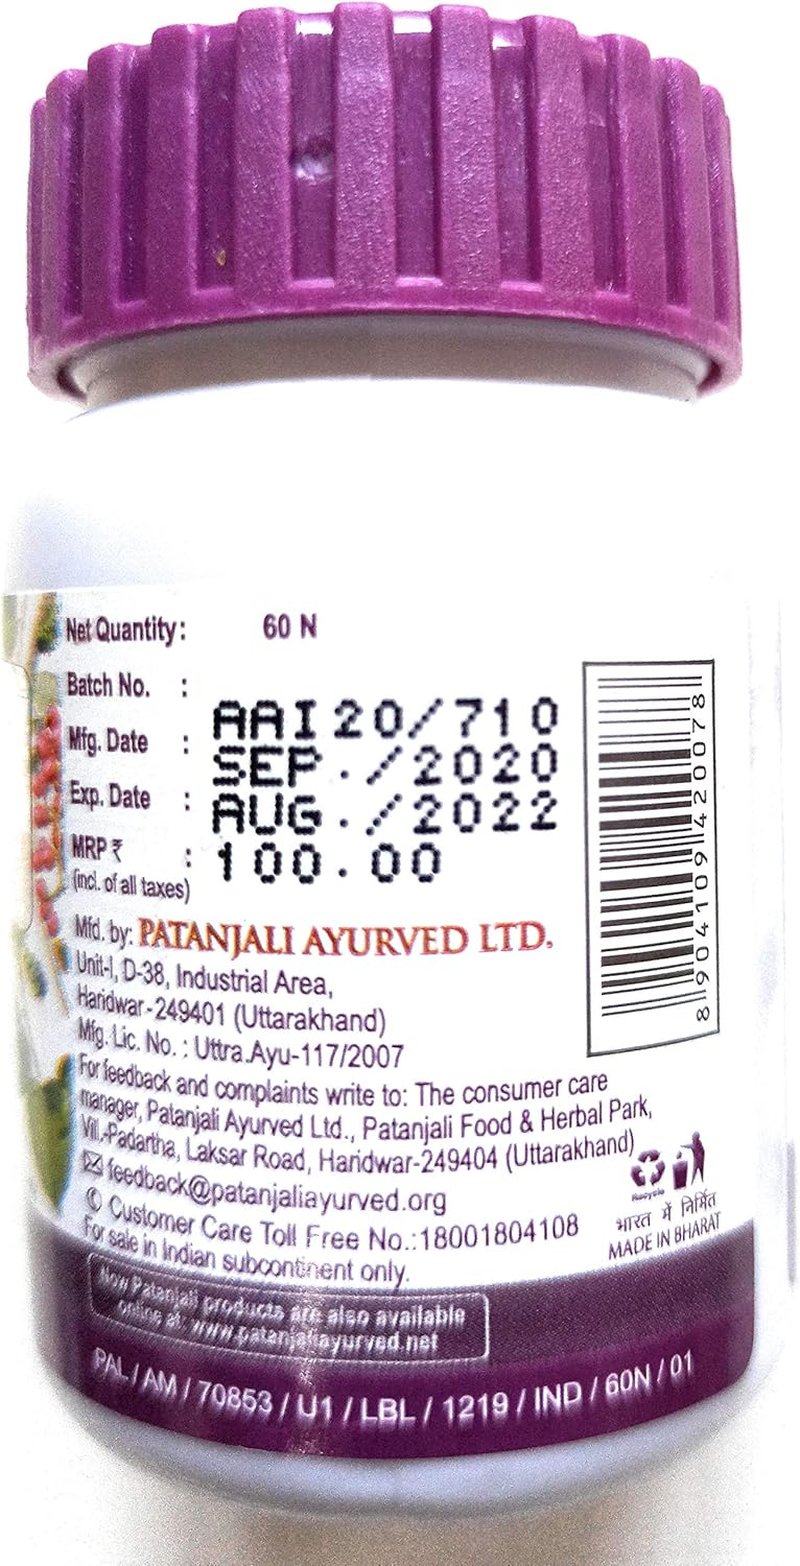 Net Quantity: 60 N
Batch No. : AAI20/710
Mfg. Date : SEP./2020
Exp. Date : AUG./2022
MRP ₹ : 100.00
(incl. of all taxes)
Mfd. by: PATANJALI AYURVED LTD.
Unit-I, D-38, Industrial Area,
Haridwar-249401 (Uttarakhand)
Mfg. Lic. No. : Uttra.Ayu-117/2007
For feedback and complaints write to: The consumer care
manager, Patanjali Ayurved Ltd., Patanjali Food & Herbal Park,
Vill.-Padartha, Laksar Road, Haridwar-249404 (Uttarakhand)
feedback@patanjaliayurved.org
Customer Care Toll Free No.:18001804108
For sale in Indian subcontinent only.
Now Patanjali products are also available
online at: www.patanjaliayurved.net
PAL / AM / 70853 / U1 / LBL / 1219 / IND / 60N / 01
8904109420078
Recycle
भारत में निर्मित
MADE IN BHARAT